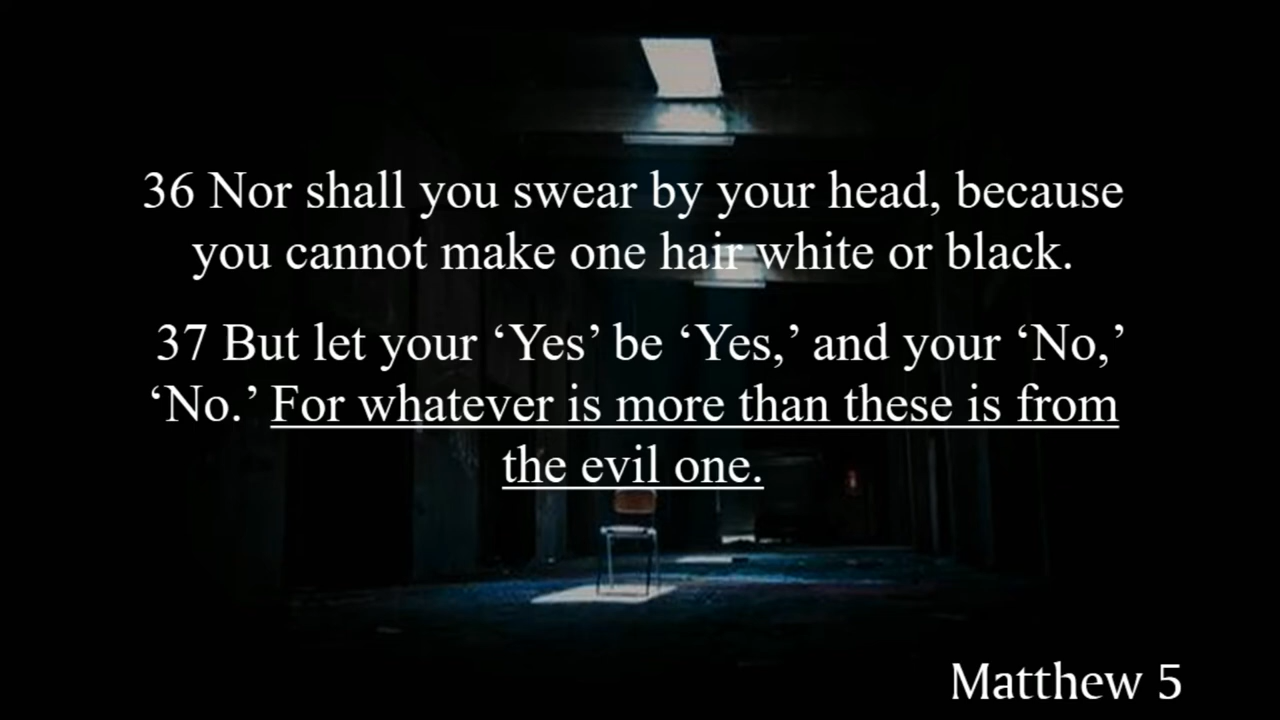 36 Nor shall you swear by your head, because
you cannot make one hair white or black.
37 But let your ‘Yes’ be ‘Yes,’ and your ‘No,’
‘No.’ For whatever is more than these is from
the evil one.
Matthew 5